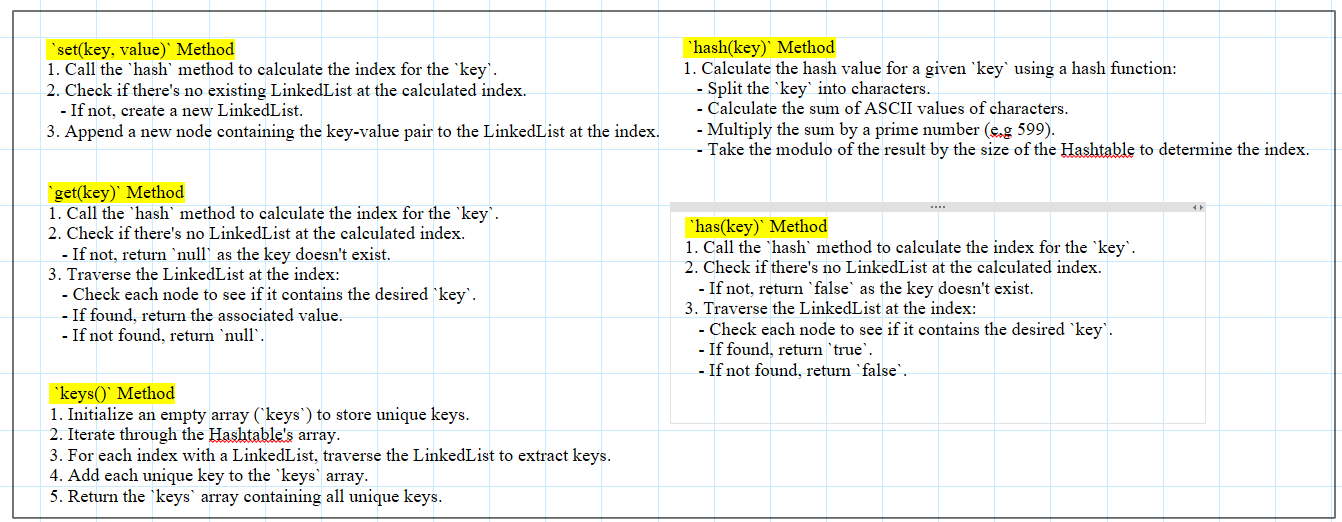 `set(key, value)` Method
1. Call the `hash` method to calculate the index for the `key`.
2. Check if there's no existing LinkedList at the calculated index.
- If not, create a new LinkedList.
3. Append a new node containing the key-value pair to the LinkedList at the index.
`get(key)` Method
1. Call the `hash` method to calculate the index for the `key`.
2. Check if there's no LinkedList at the calculated index.
- If not, return `null` as the key doesn't exist.
3. Traverse the LinkedList at the index:
- Check each node to see if it contains the desired `key`.
- If found, return the associated value.
- If not found, return `null`.
`keys()` Method
1. Initialize an empty array (`keys`) to store unique keys.
2. Iterate through the Hashtable's array.
3. For each index with a LinkedList, traverse the LinkedList to extract keys.
4. Add each unique key to the `keys` array.
5. Return the `keys` array containing all unique keys.
`hash(key)` Method
1. Calculate the hash value for a given `key` using a hash function:
- Split the `key` into characters.
- Calculate the sum of ASCII values of characters.
- Multiply the sum by a prime number (e.g 599).
- Take the modulo of the result by the size of the Hashtable to determine the index.
`has(key)` Method
1. Call the `hash` method to calculate the index for the `key`.
2. Check if there's no LinkedList at the calculated index.
- If not, return `false` as the key doesn't exist.
3. Traverse the LinkedList at the index:
- Check each node to see if it contains the desired `key`.
- If found, return `true`.
- If not found, return `false`.